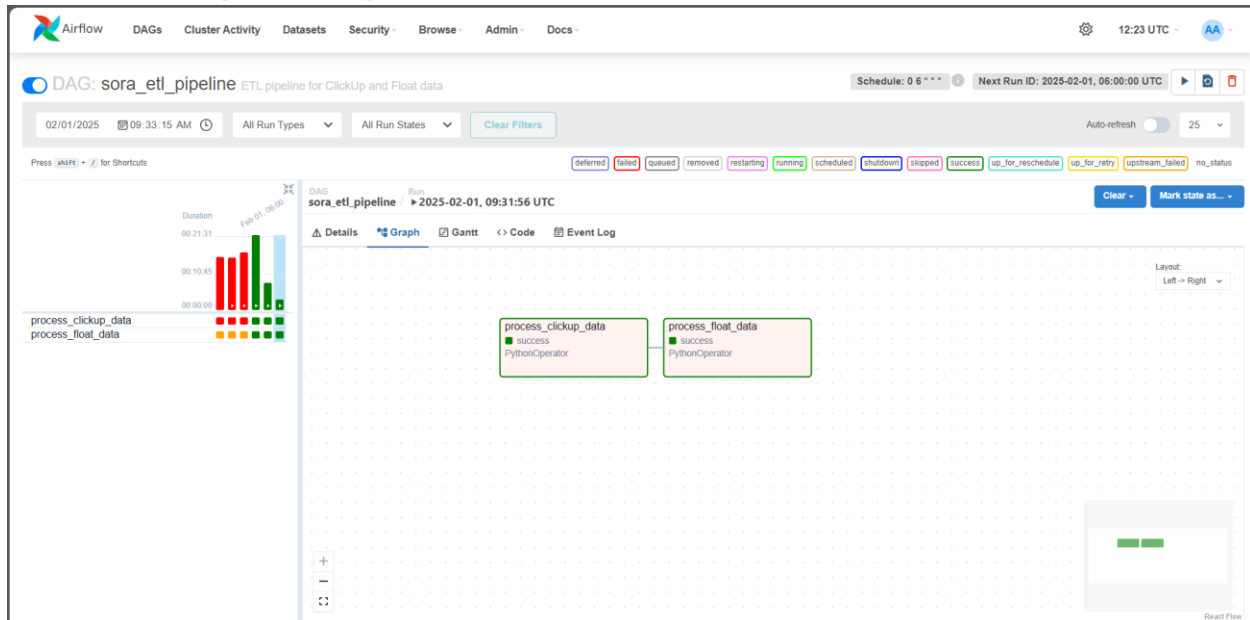 Airflow DAGs Cluster Activity Datasets Security Browse Admin Docs 12:23 UTC AA
DAG: sora_etl_pipeline ETL pipeline for ClickUp and Float data Schedule: 0 6 * * * Next Run ID: 2025-02-01, 06:00:00 UTC
02/01/2025 09:33:15 AM All Run Types All Run States Clear Filters Auto-refresh 25
Press shift + / for Shortcuts deferred failed queued removed restarting running scheduled shutdown skipped success up_for_reschedule up_for_retry upstream_failed no_status
DAG Run
sora_etl_pipeline / 2025-02-01, 09:31:56 UTC Clear Mark state as...
Duration Feb 01, 06:00
00:21:31
00:10:45
00:00:00
process_clickup_data
process_float_data
Details Graph Gantt <> Code Event Log
Layout:
Left -> Right
process_clickup_data
success
PythonOperator
process_float_data
success
PythonOperator
React Flow